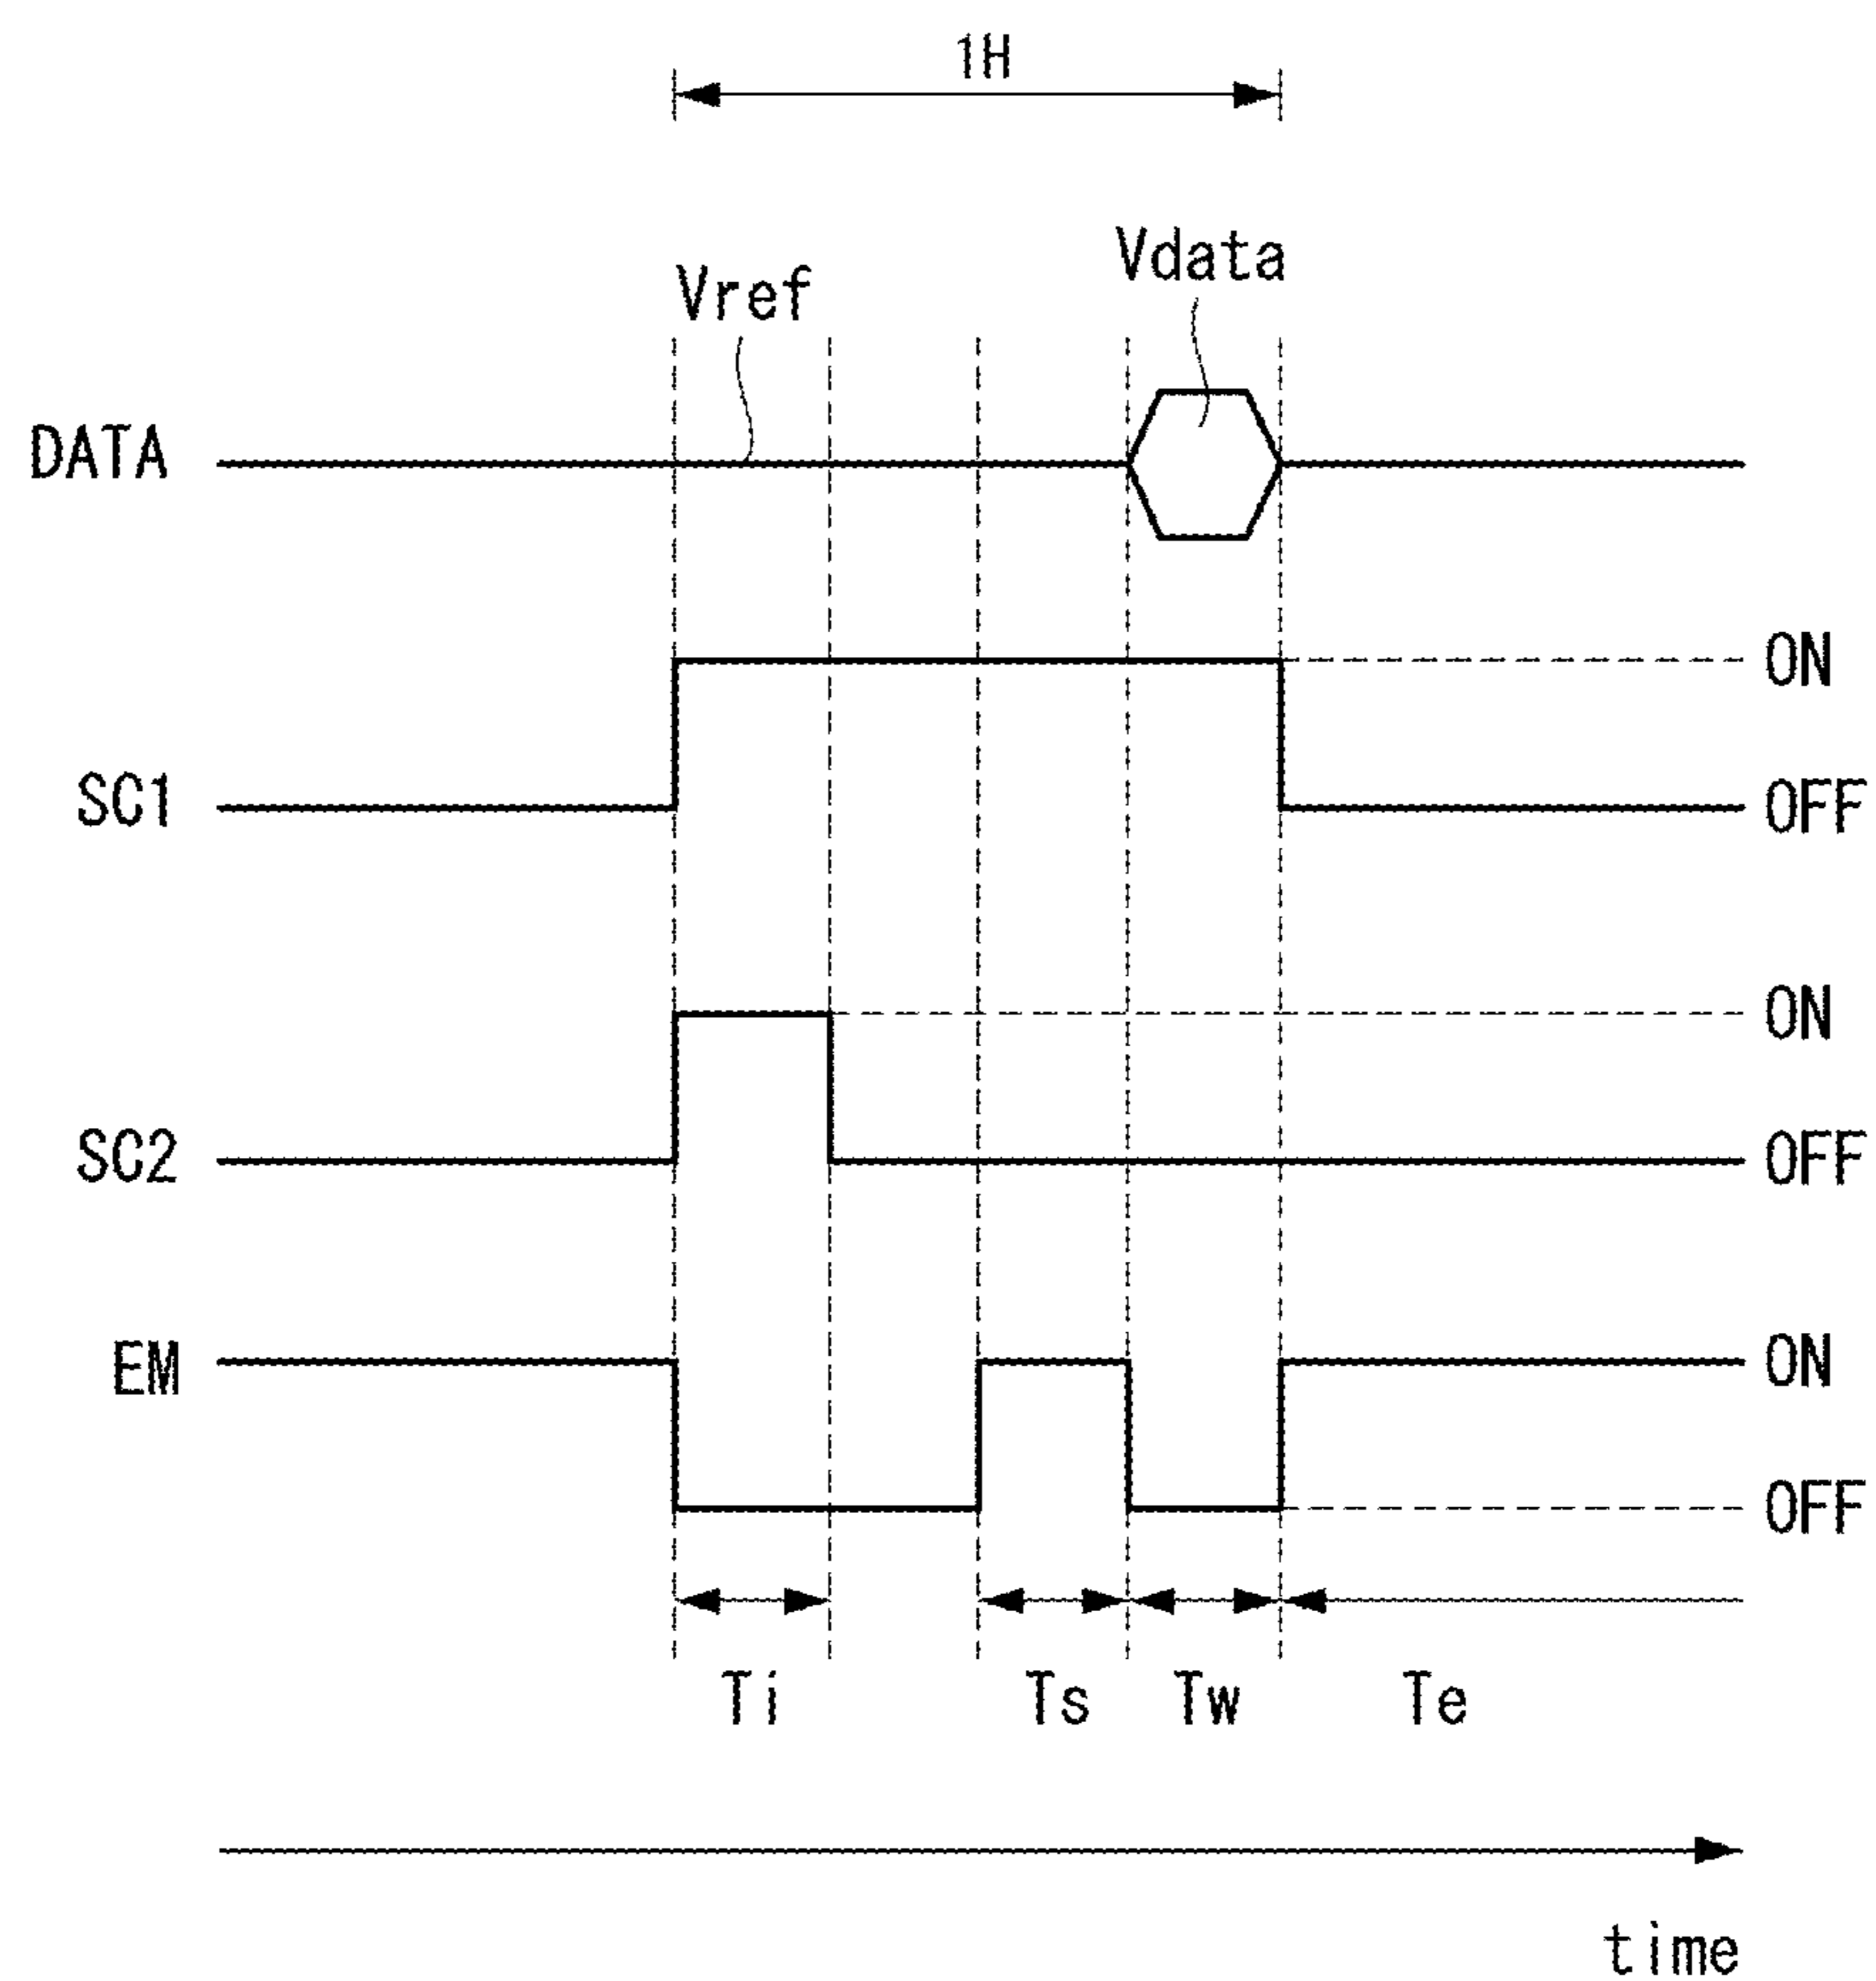 1H
Vref
Vdata
DATA
ON
SC1
OFF
ON
SC2
OFF
EM
ON
OFF
Ti
Ts
Tw
Te
time